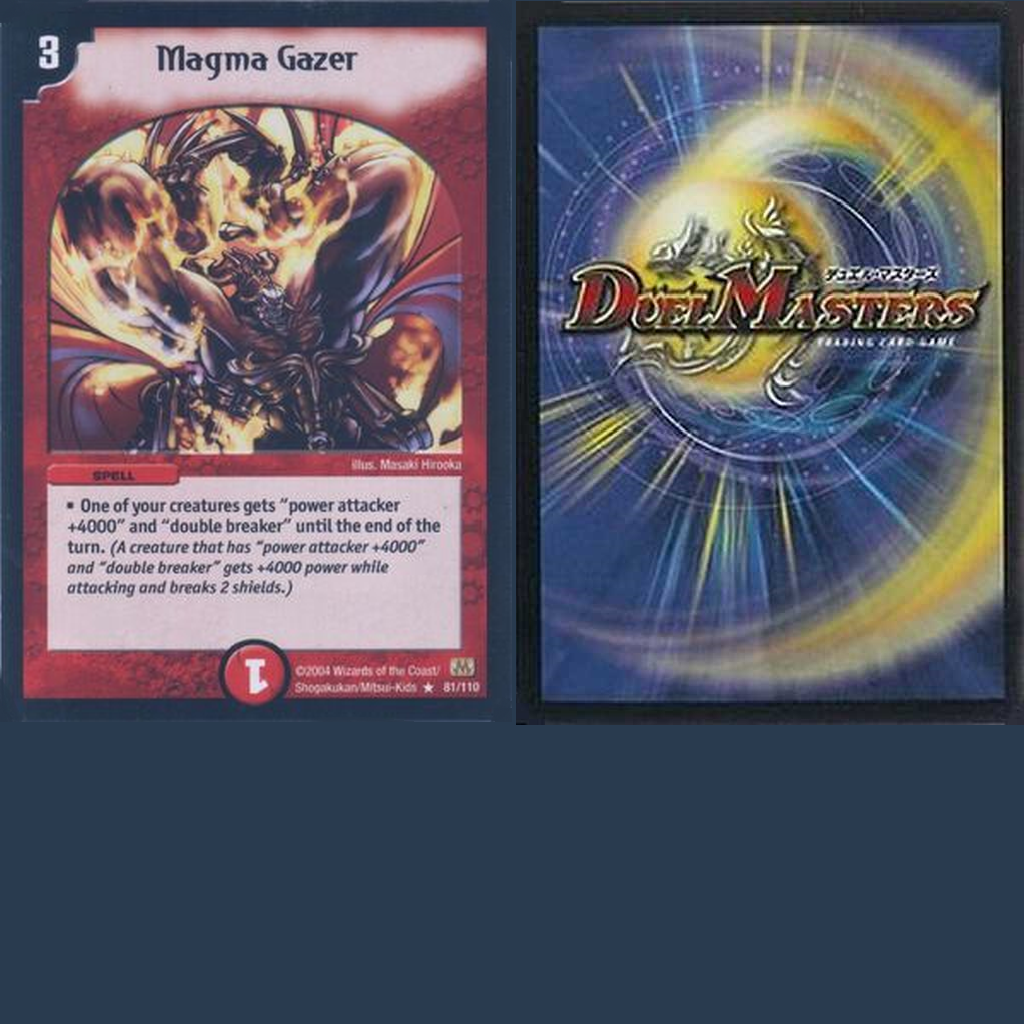 3
Magma Gazer
illus. Masaki Hirooka
SPELL
▪ One of your creatures gets “power attacker
+4000” and “double breaker” until the end of the
turn. (A creature that has “power attacker +4000”
and “double breaker” gets +4000 power while
attacking and breaks 2 shields.)
1
©2004 Wizards of the Coast/
Shogakukan/Mitsui-Kids ★ 81/110
デュエル・マスターズ
DUEL MASTERS
TRADING CARD GAME